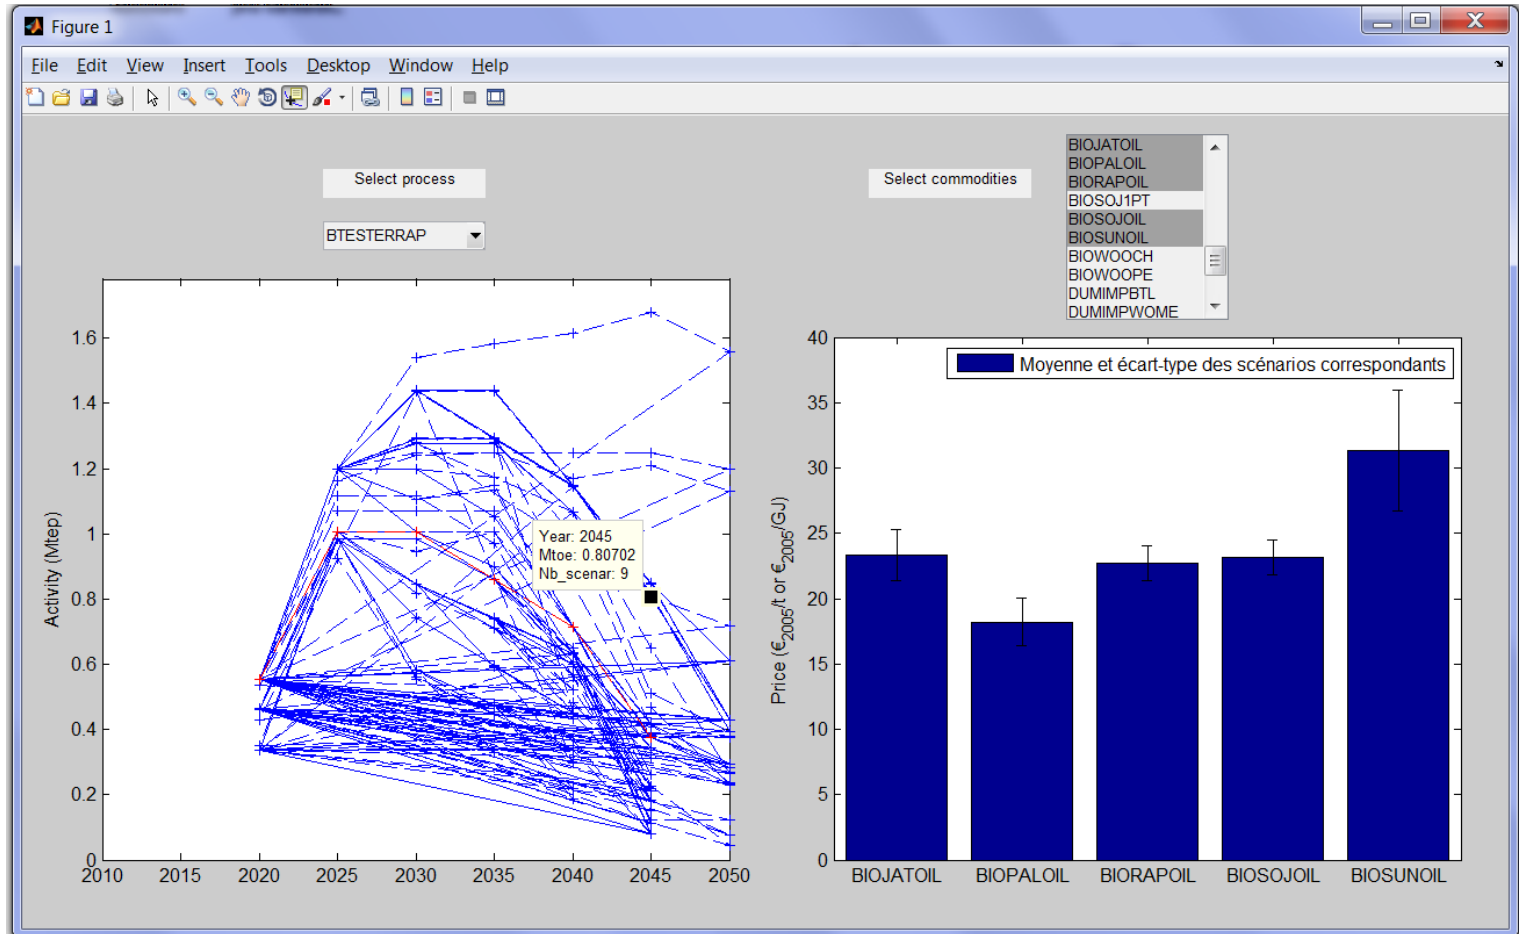 Figure 1
File Edit View Insert Tools Desktop Window Help
Select process
BTESTERRAP
Select commodities
BIOJATOIL
BIOPALOIL
BIORAPOIL
BIOSOJ1PT
BIOSOJOIL
BIOSUNOIL
BIOWOOCH
BIOWOOPE
DUMIMPBTL
DUMIMPWOME
Activity (Mtep)
1.6
1.4
1.2
1
0.8
0.6
0.4
0.2
0
2010 2015 2020 2025 2030 2035 2040 2045 2050
Year: 2045
Mtoe: 0.80702
Nb_scenar: 9
Price (€2005/t or €2005/GJ)
40
35
30
25
20
15
10
5
0
Moyenne et écart-type des scénarios correspondants
BIOJATOIL BIOPALOIL BIORAPOIL BIOSOJOIL BIOSUNOIL